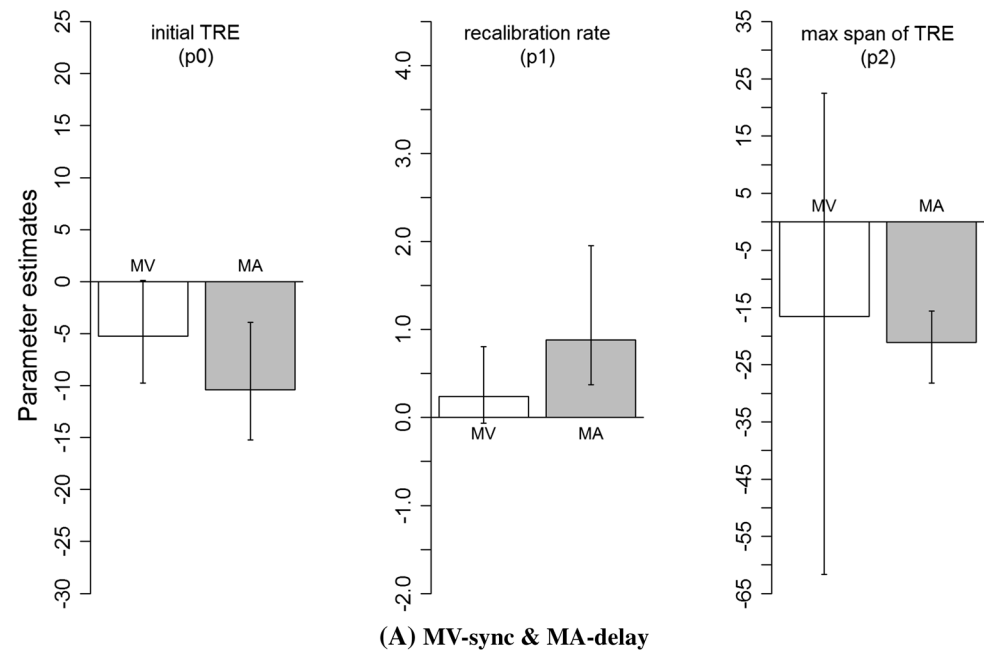 initial TRE
(p0)
recalibration rate
(p1)
max span of TRE
(p2)
Parameter estimates
25
20
15
10
5
0
-5
-10
-15
-20
-25
-30
MV
MA
4.0
3.0
2.0
1.0
0.0
-1.0
-2.0
MV
MA
35
25
15
5
-5
-15
-25
-35
-45
-55
-65
MV
MA
(A) MV-sync & MA-delay